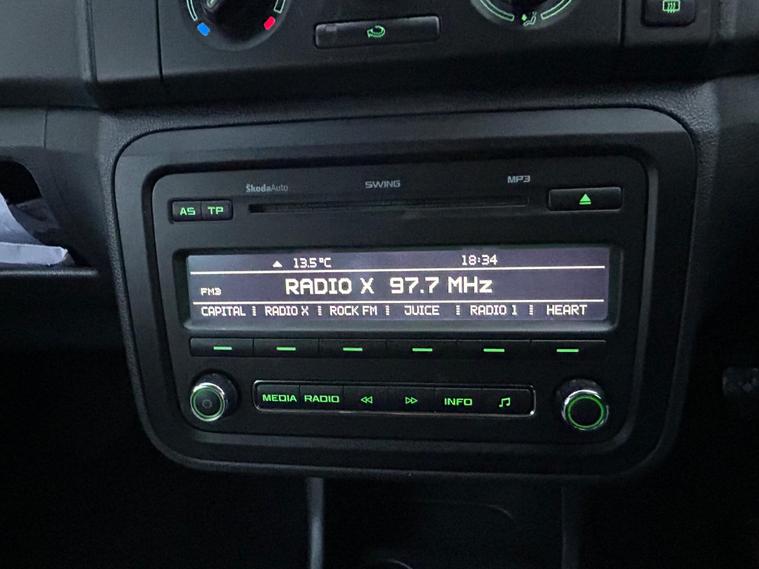 ŠkodaAuto SWING MP3
AS TP
13.5°C 18:34
FM3 RADIO X 97.7 MHz
CAPITAL RADIO X ROCK FM JUICE RADIO 1 HEART
MEDIA RADIO INFO